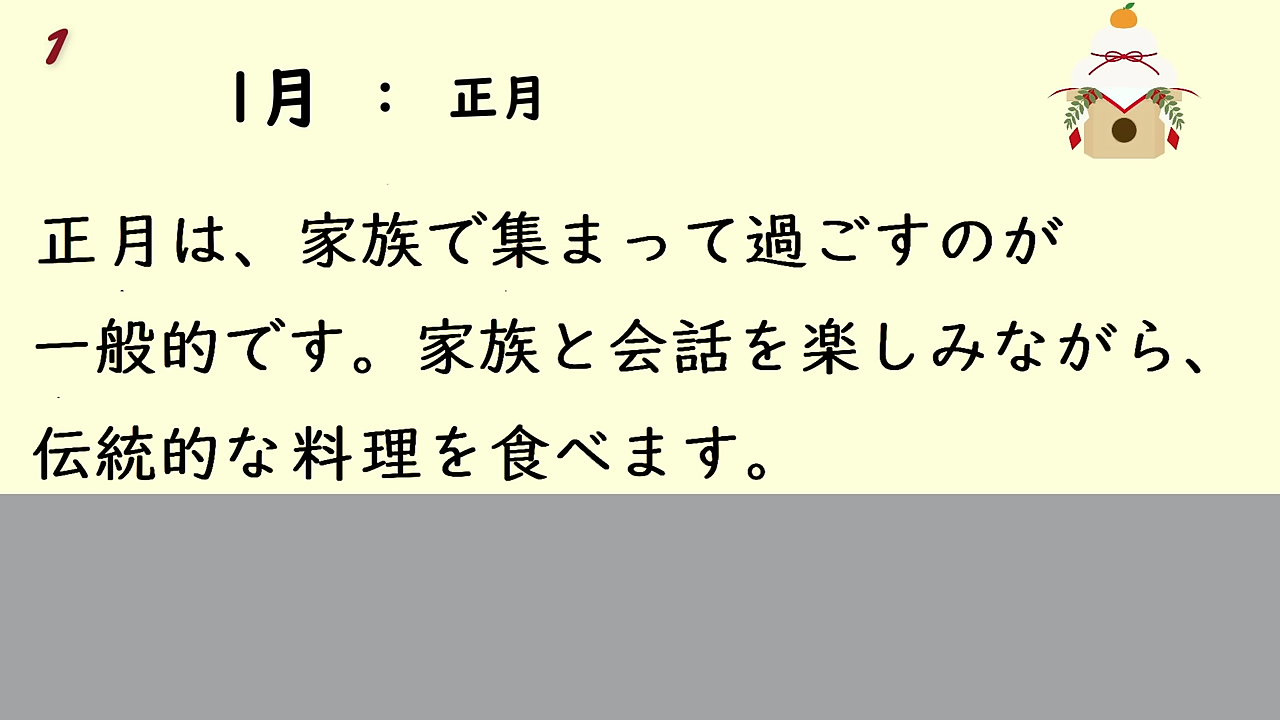 1
1月 : 正月
正月は、家族で集まって過ごすのが
一般的です。家族と会話を楽しみながら、
伝統的な料理を食べます。